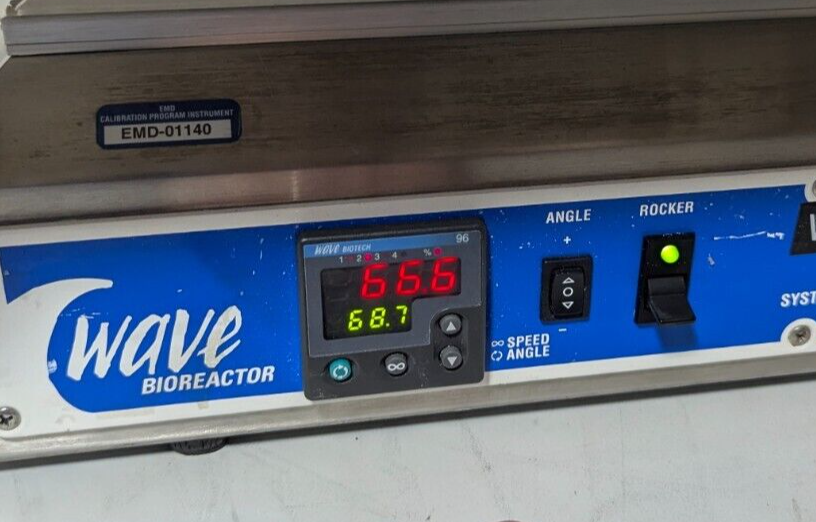 EMD
CALIBRATION PROGRAM INSTRUMENT
EMD-01140
wave
BIOREACTOR
wave BIOTECH
96
1 2 3 4 %
66.6
68.7
∞ SPEED
ANGLE
ANGLE
+
−
ROCKER
SYST